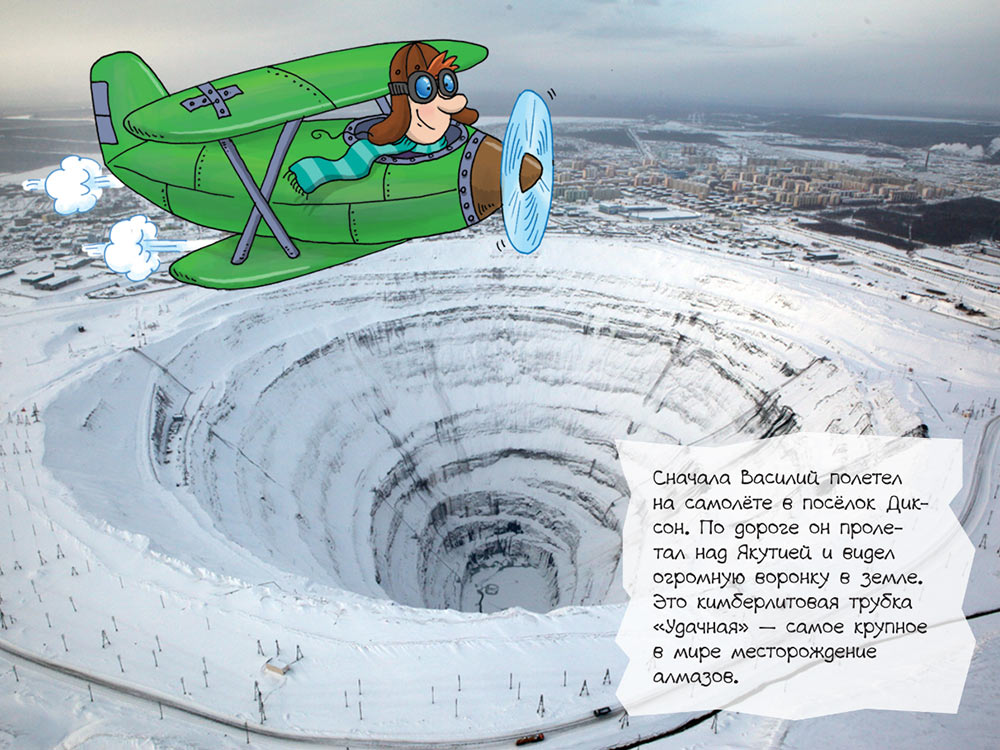 Сначала Василий полетел
на самолёте в посёлок Дик-
сон. По дороге он проле-
тал над Якутией и видел
огромную воронку в земле.
Это кимберлитовая трубка
«Удачная» — самое крупное
в мире месторождение
алмазов.